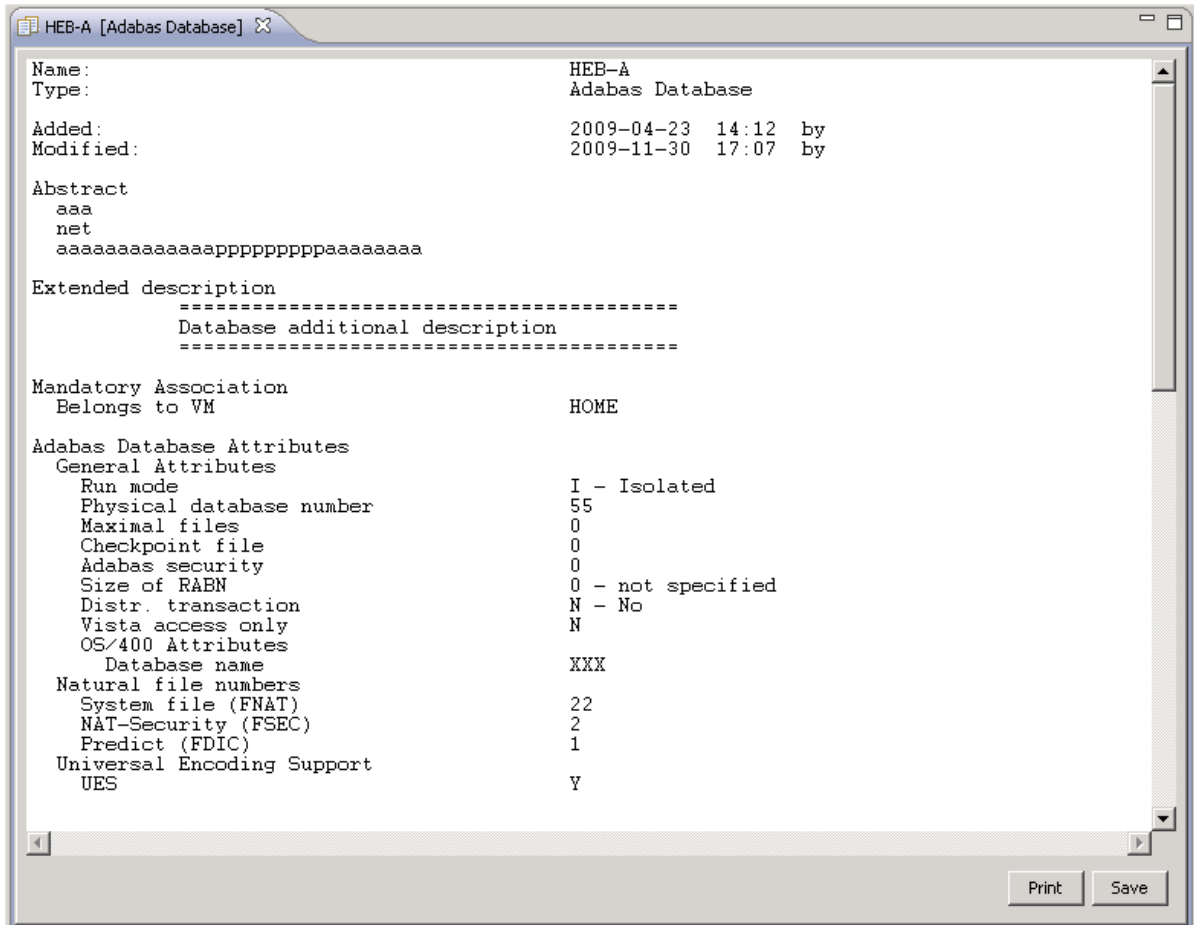 HEB-A [Adabas Database]
Name: HEB-A
Type: Adabas Database
Added: 2009-04-23 14:12 by
Modified: 2009-11-30 17:07 by
Abstract
aaa
net
aaaaaaaaaaaaapppppppppaaaaaaaa
Extended description
=========================================
Database additional description
=========================================
Mandatory Association
Belongs to VM HOME
Adabas Database Attributes
General Attributes
Run mode I - Isolated
Physical database number 55
Maximal files 0
Checkpoint file 0
Adabas security 0
Size of RABN 0 - not specified
Distr. transaction N - No
Vista access only N
OS/400 Attributes
Database name XXX
Natural file numbers
System file (FNAT) 22
NAT-Security (FSEC) 2
Predict (FDIC) 1
Universal Encoding Support
UES Y
Print Save